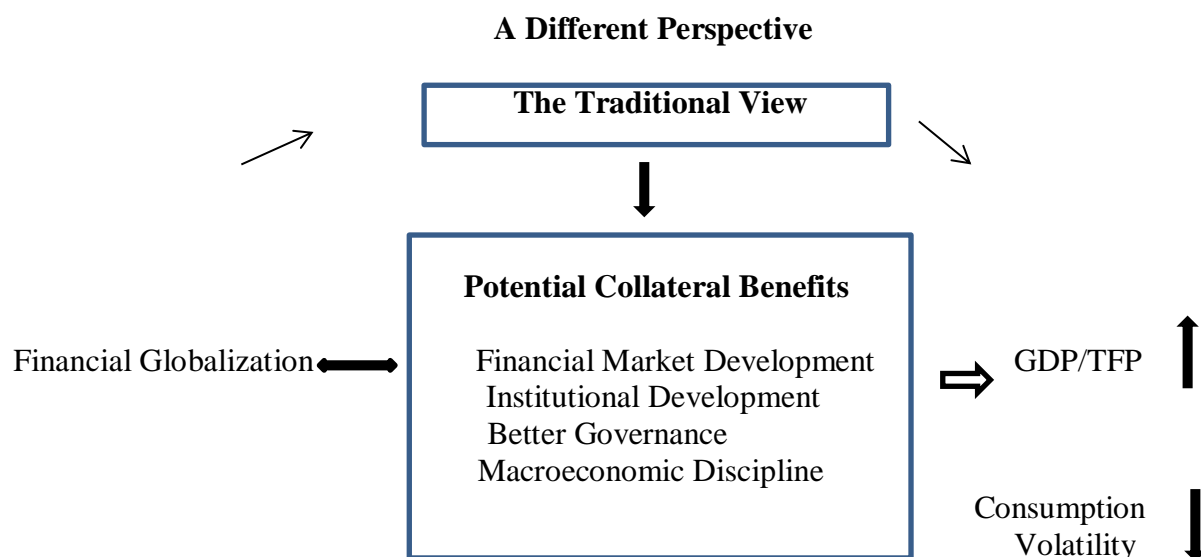 A Different Perspective
The Traditional View
Potential Collateral Benefits
Financial Globalization
Financial Market Development
Institutional Development
Better Governance
Macroeconomic Discipline
GDP/TFP
Consumption
Volatility